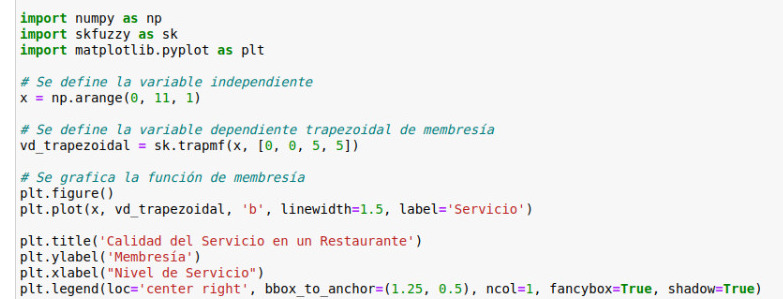 import numpy as np
import skfuzzy as sk
import matplotlib.pyplot as plt
# Se define la variable independiente
x = np.arange(0, 11, 1)
# Se define la variable dependiente trapezoidal de membresía
vd_trapezoidal = sk.trapmf(x, [0, 0, 5, 5])
# Se grafica la función de membresía
plt.figure()
plt.plot(x, vd_trapezoidal, 'b', linewidth=1.5, label='Servicio')
plt.title('Calidad del Servicio en un Restaurante')
plt.ylabel('Membresía')
plt.xlabel("Nivel de Servicio")
plt.legend(loc='center right', bbox_to_anchor=(1.25, 0.5), ncol=1, fancybox=True, shadow=True)